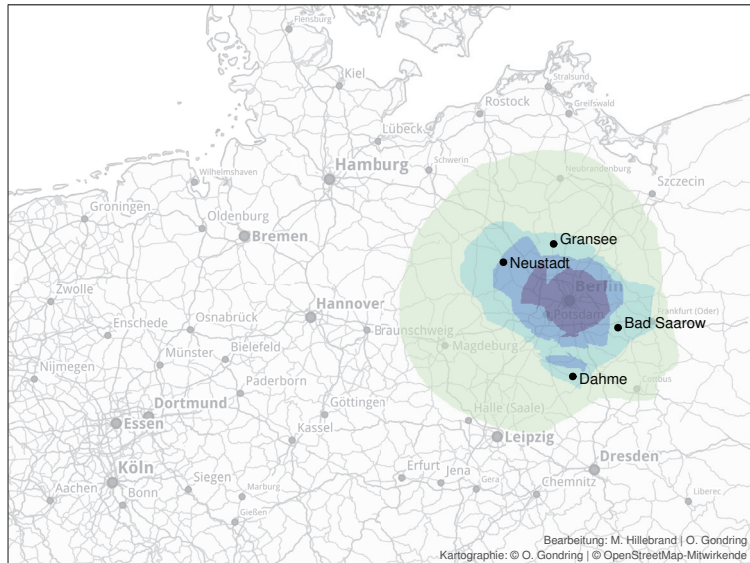 Flensburg
Kiel
Stralsund
Rostock
Greifswald
Lübeck
Schwerin
Hamburg
Neubrandenburg
Wilhelmshaven
Szczecin
Groningen
Oldenburg
Bremen
Gransee
Neustadt
Zwolle
Berlin
Hannover
Potsdam
Frankfurt (Oder)
Osnabrück
Enschede
Braunschweig
Bad Saarow
Magdeburg
Bielefeld
Münster
Nijmegen
Paderborn
Dahme
Cottbus
Dortmund
Göttingen
Halle (Saale)
Essen
Kassel
Leipzig
Dresden
Köln
Erfurt
Jena
Siegen
Chemnitz
Gera
Marburg
Aachen
Bonn
Liberec
Gießen
Bearbeitung: M. Hillebrand | O. Gondring
Kartographie: © O. Gondring | © OpenStreetMap-Mitwirkende